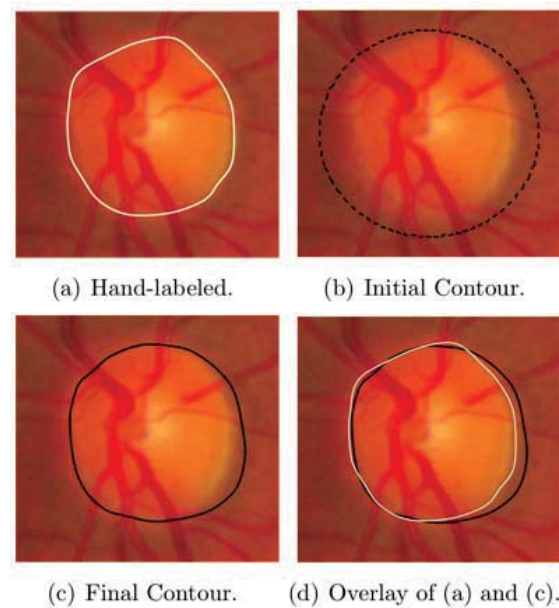 (a) Hand-labeled.
(b) Initial Contour.
(c) Final Contour.
(d) Overlay of (a) and (c).